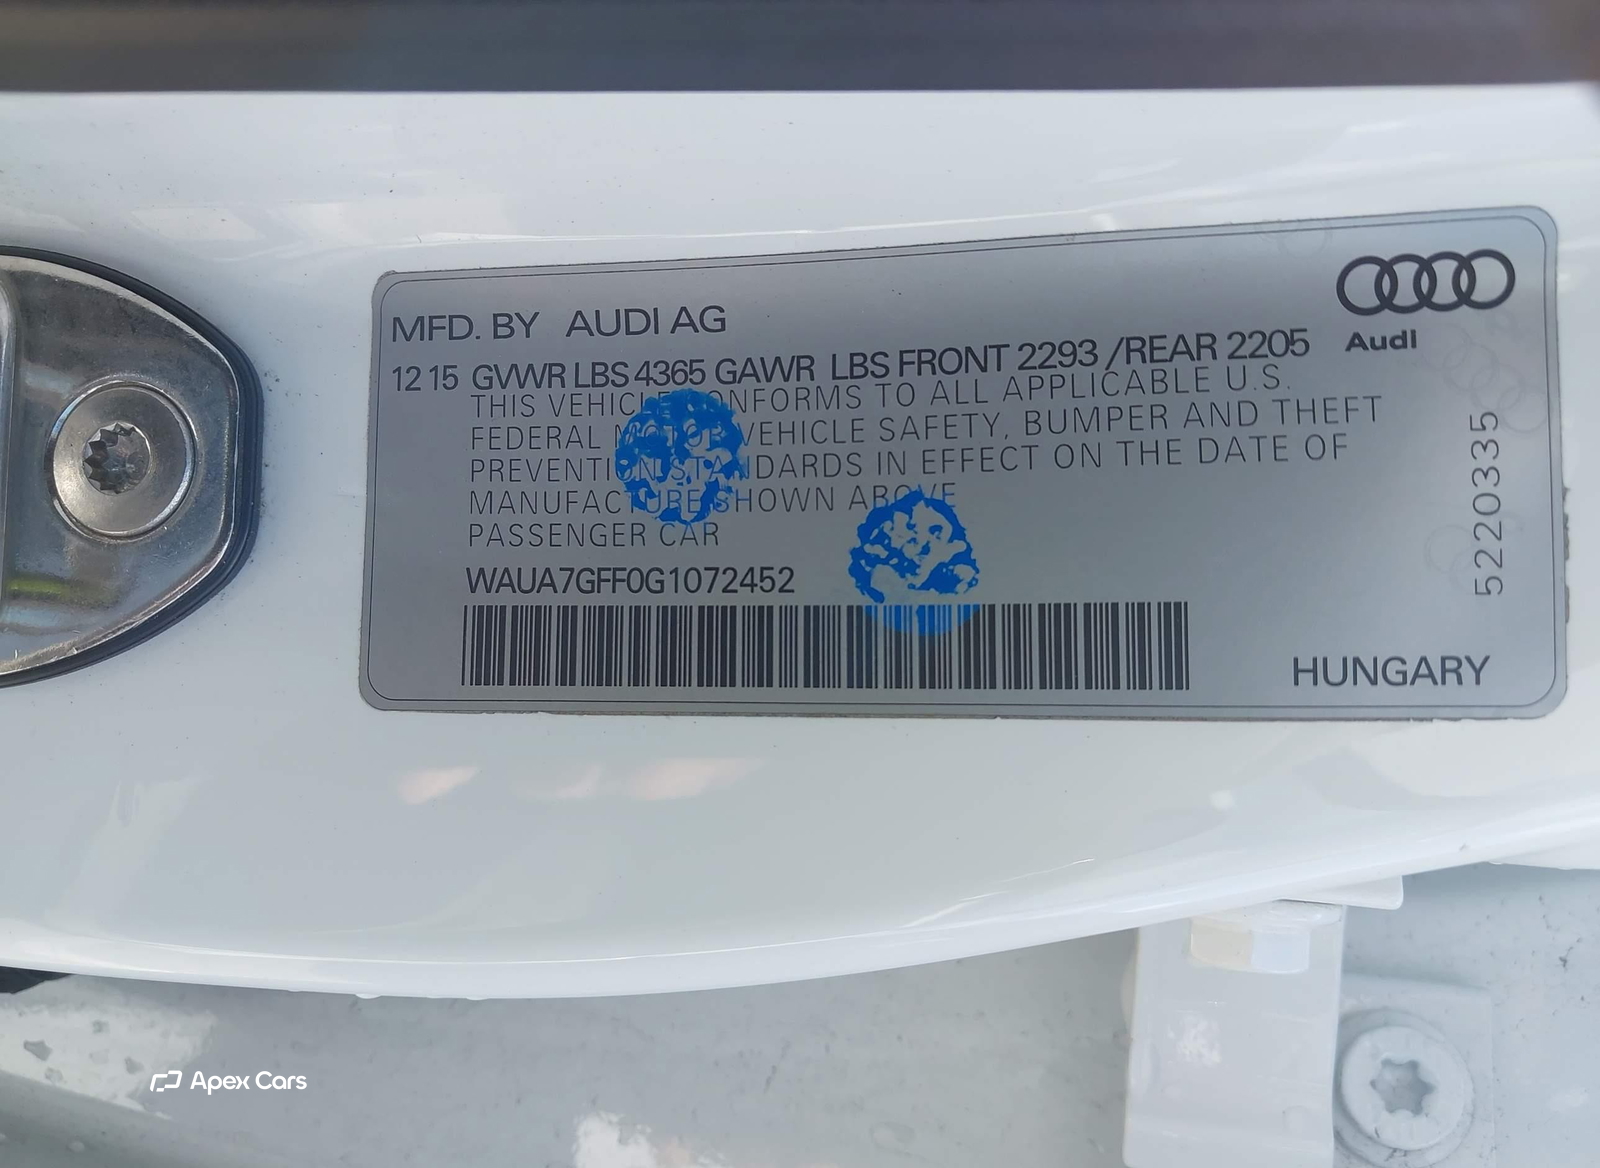 MFD. BY AUDI AG
12 15 GVWR LBS 4365 GAWR LBS FRONT 2293 /REAR 2205
THIS VEHICLE CONFORMS TO ALL APPLICABLE U.S.
FEDERAL MOTOR VEHICLE SAFETY, BUMPER AND THEFT
PREVENTION STANDARDS IN EFFECT ON THE DATE OF
MANUFACTURE SHOWN ABOVE
PASSENGER CAR
WAUA7GFF0G1072452
Audi
5220335
HUNGARY
Apex Cars